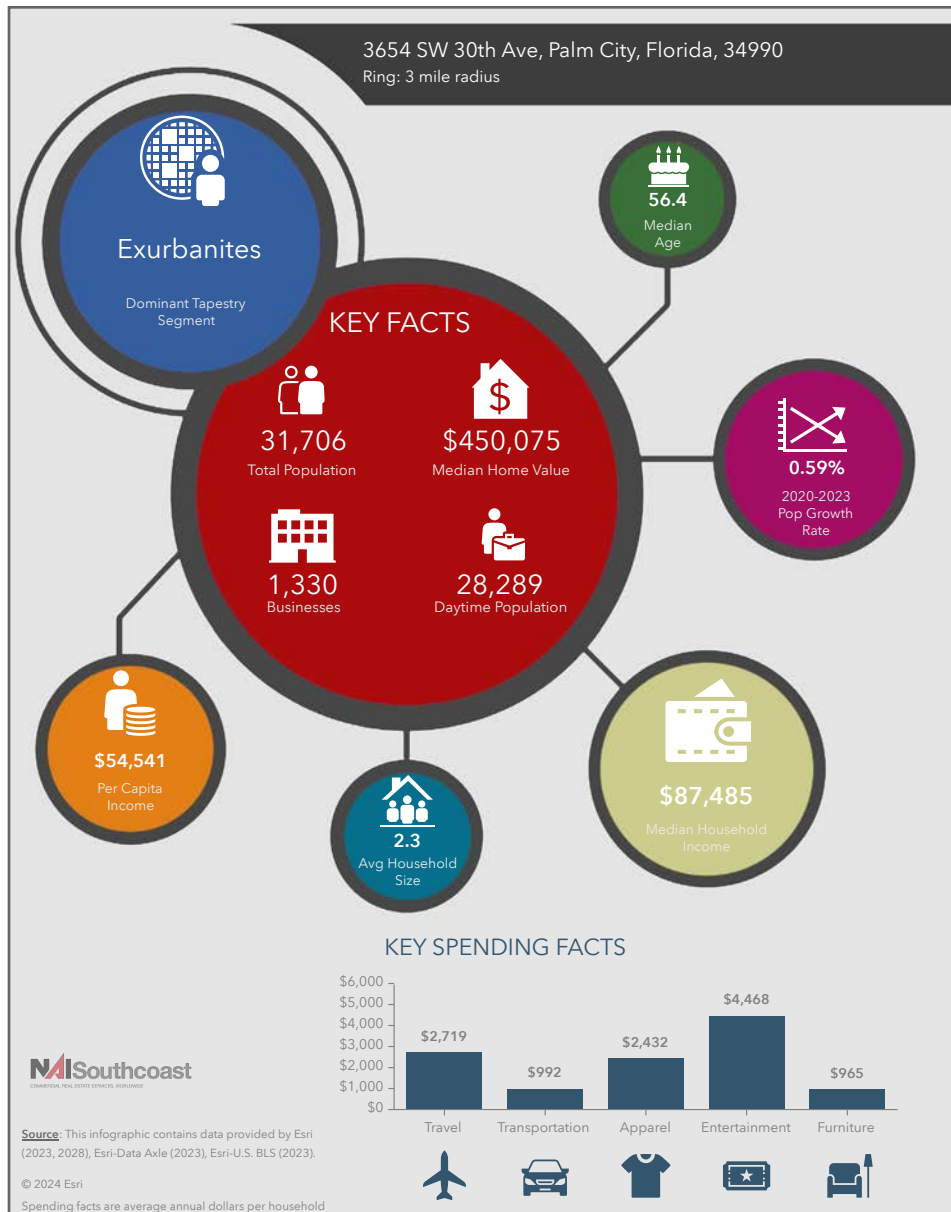 3654 SW 30th Ave, Palm City, Florida, 34990
Ring: 3 mile radius
Exurbanites
Dominant Tapestry
Segment
56.4
Median
Age
KEY FACTS
31,706
Total Population
$450,075
Median Home Value
1,330
Businesses
28,289
Daytime Population
0.59%
2020-2023
Pop Growth
Rate
$54,541
Per Capita
Income
2.3
Avg Household
Size
$87,485
Median Household
Income
KEY SPENDING FACTS
$6,000
$5,000
$4,000
$3,000
$2,000
$1,000
$0
$2,719
$992
$2,432
$4,468
$965
Travel
Transportation
Apparel
Entertainment
Furniture
NAISouthcoast
COMMERCIAL REAL ESTATE SERVICES, WORLDWIDE
Source: This infographic contains data provided by Esri
(2023, 2028), Esri-Data Axle (2023), Esri-U.S. BLS (2023).
© 2024 Esri
Spending facts are average annual dollars per household